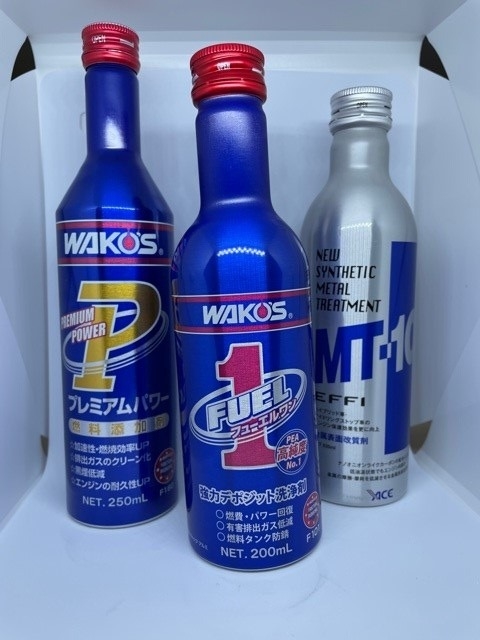 WAKO'S®
PREMIUM
POWER
P
プレミアムパワー
燃料添加剤
加速性・燃焼効率UP
排出ガスのクリーン化
黒煙低減
エンジンの耐久性UP
NET. 250mL
WAKO'S®
1
FUEL
フューエルワン
PEA
高純度
No.1
強力デポジット洗浄剤
○燃費・パワー回復
○有害排出ガス低減
○燃料タンク防錆
NET. 200mL
F101
NEW
SYNTHETIC
METAL
TREATMENT
MT-10
EFFI
ACC